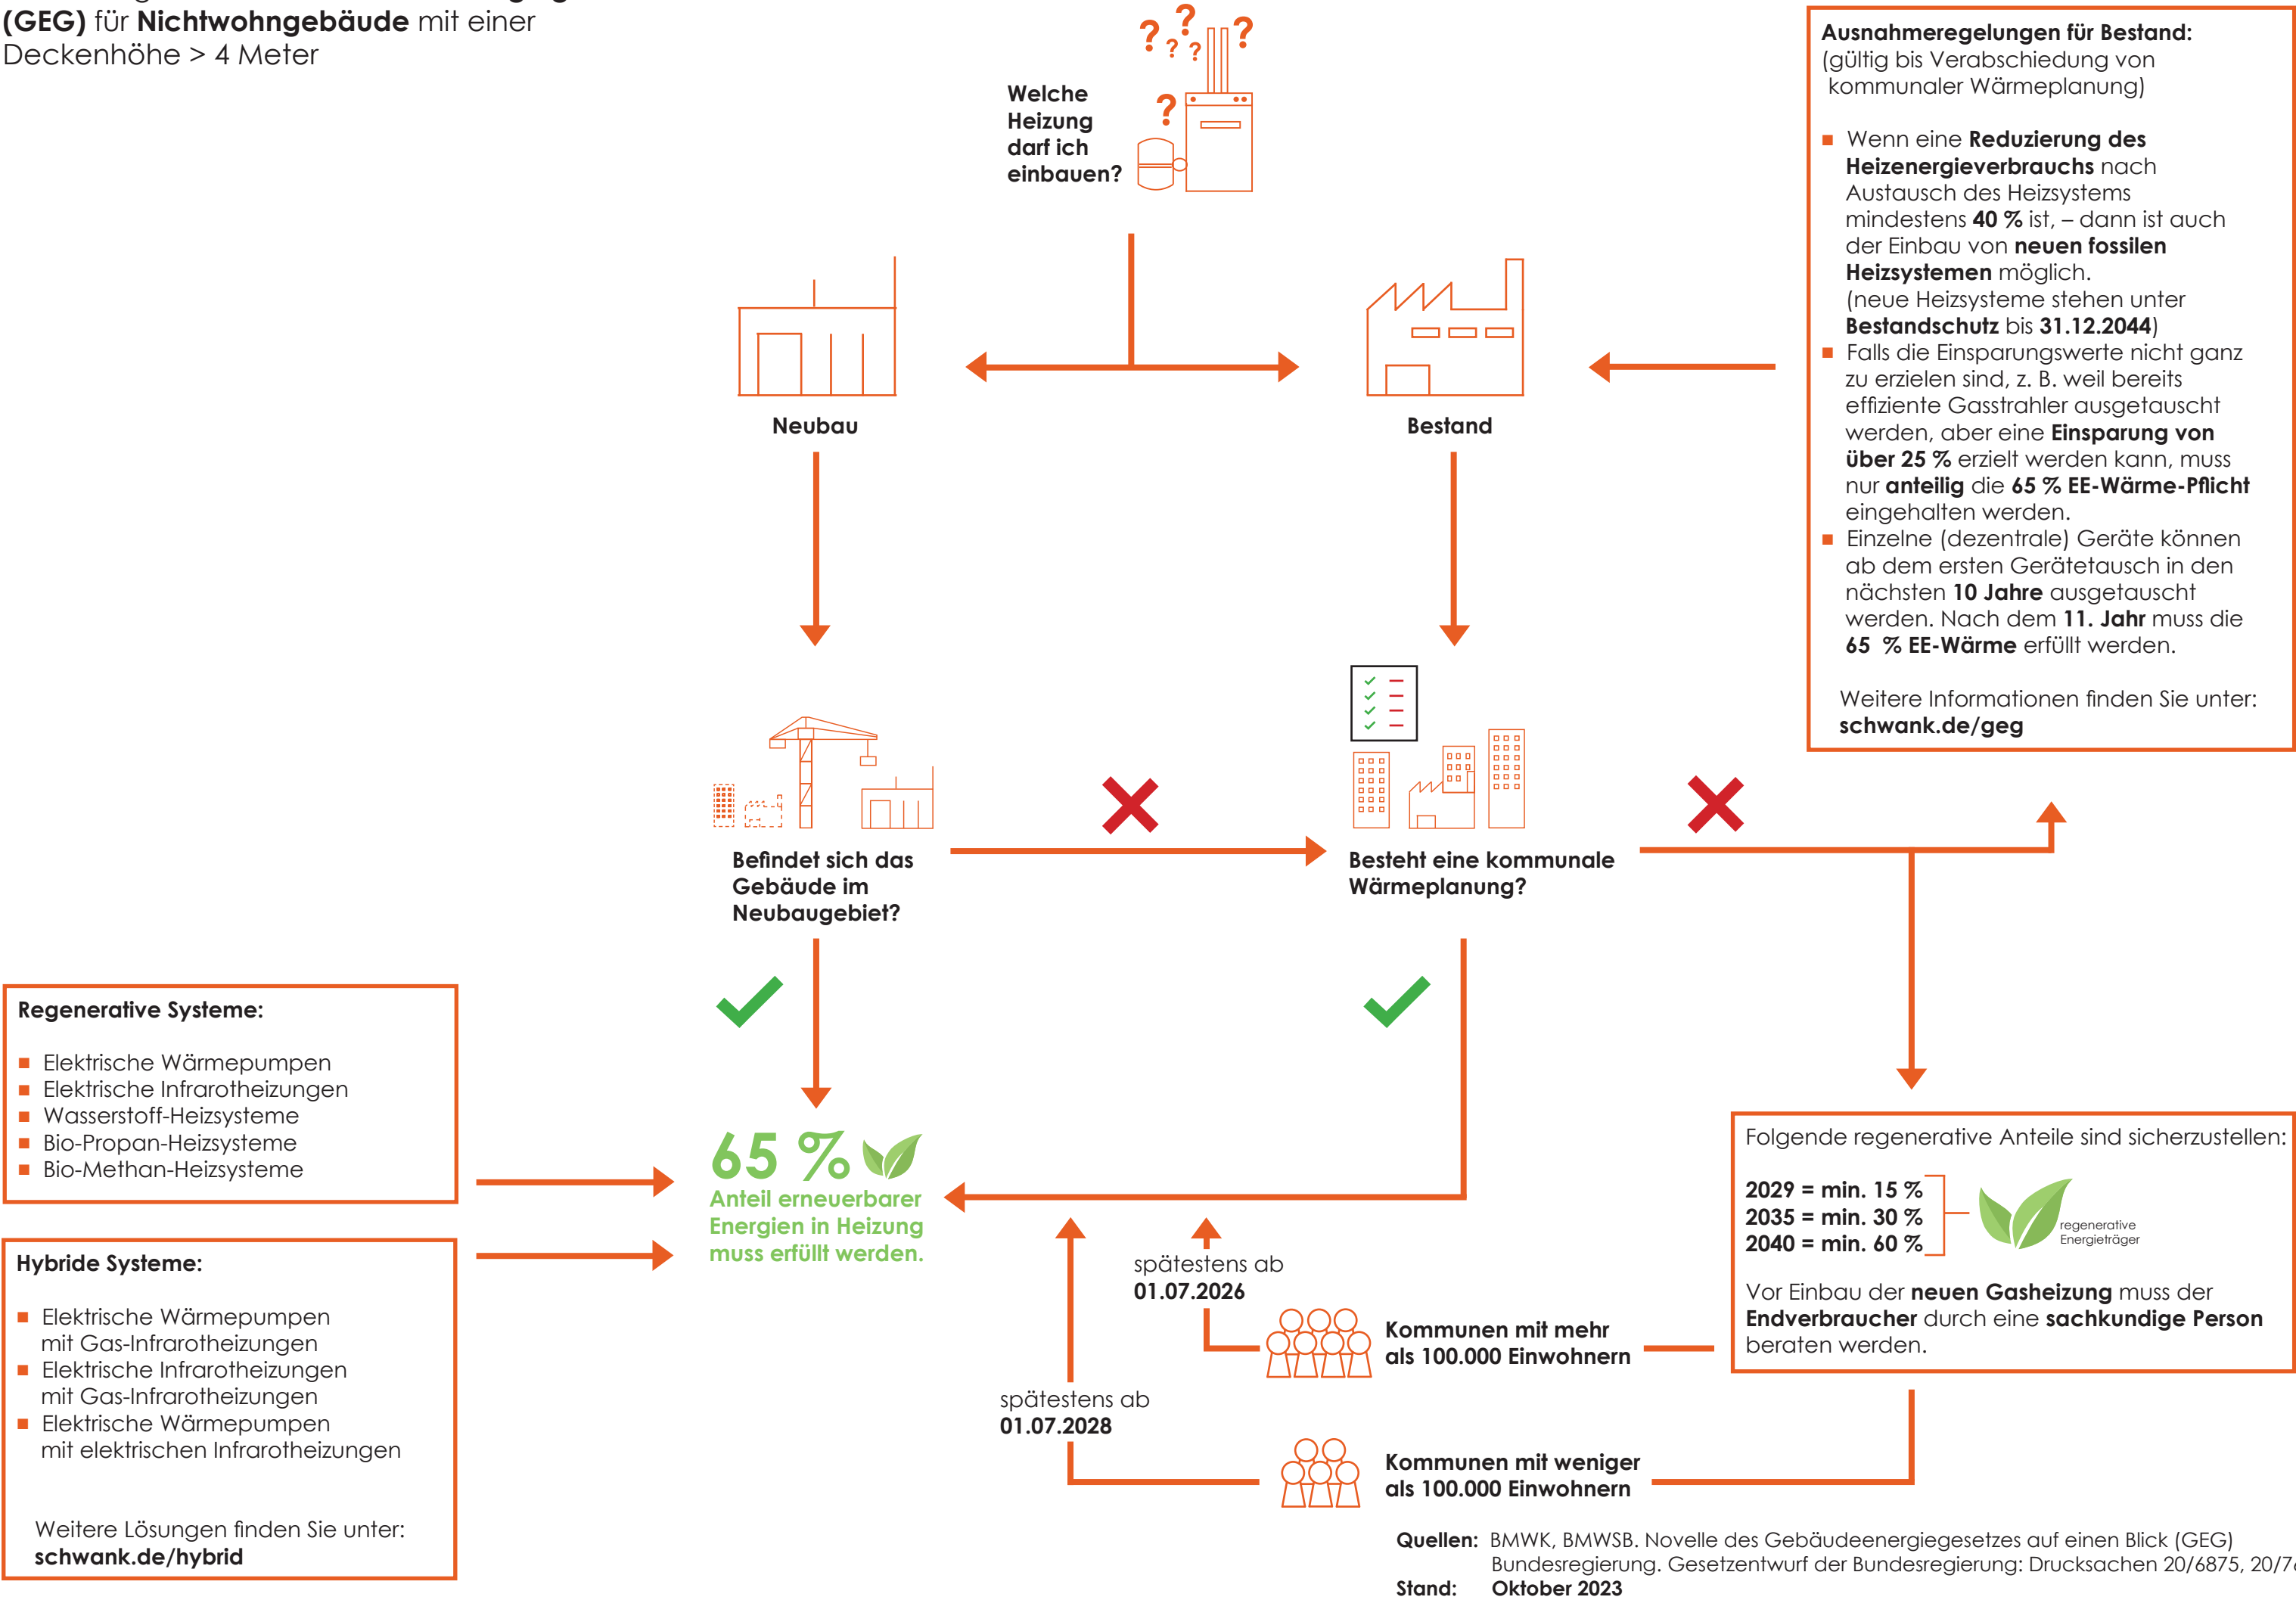 (GEG) für Nichtwohngebäude mit einer
Deckenhöhe > 4 Meter
? ? ? ? ? ?
Welche
Heizung
darf ich
einbauen?
Neubau
Bestand
Ausnahmeregelungen für Bestand:
(gültig bis Verabschiedung von
kommunaler Wärmeplanung)
Wenn eine Reduzierung des
Heizenergieverbrauchs nach
Austausch des Heizsystems
mindestens 40 % ist, – dann ist auch
der Einbau von neuen fossilen
Heizsystemen möglich.
(neue Heizsysteme stehen unter
Bestandschutz bis 31.12.2044)
Falls die Einsparungswerte nicht ganz
zu erzielen sind, z. B. weil bereits
effiziente Gasstrahler ausgetauscht
werden, aber eine Einsparung von
über 25 % erzielt werden kann, muss
nur anteilig die 65 % EE-Wärme-Pflicht
eingehalten werden.
Einzelne (dezentrale) Geräte können
ab dem ersten Gerätetausch in den
nächsten 10 Jahre ausgetauscht
werden. Nach dem 11. Jahr muss die
65 % EE-Wärme erfüllt werden.
Weitere Informationen finden Sie unter:
schwank.de/geg
Befindet sich das
Gebäude im
Neubaugebiet?
Besteht eine kommunale
Wärmeplanung?
Regenerative Systeme:
Elektrische Wärmepumpen
Elektrische Infrarotheizungen
Wasserstoff-Heizsysteme
Bio-Propan-Heizsysteme
Bio-Methan-Heizsysteme
65 %
Anteil erneuerbarer
Energien in Heizung
muss erfüllt werden.
Hybride Systeme:
Elektrische Wärmepumpen
mit Gas-Infrarotheizungen
Elektrische Infrarotheizungen
mit Gas-Infrarotheizungen
Elektrische Wärmepumpen
mit elektrischen Infrarotheizungen
Weitere Lösungen finden Sie unter:
schwank.de/hybrid
Folgende regenerative Anteile sind sicherzustellen:
2029 = min. 15 %
2035 = min. 30 %
2040 = min. 60 %
regenerative
Energieträger
Vor Einbau der neuen Gasheizung muss der
Endverbraucher durch eine sachkundige Person
beraten werden.
spätestens ab
01.07.2026
Kommunen mit mehr
als 100.000 Einwohnern
spätestens ab
01.07.2028
Kommunen mit weniger
als 100.000 Einwohnern
Quellen: BMWK, BMWSB. Novelle des Gebäudeenergiegesetzes auf einen Blick (GEG)
Bundesregierung. Gesetzentwurf der Bundesregierung: Drucksachen 20/6875,
Stand: Oktober 2023